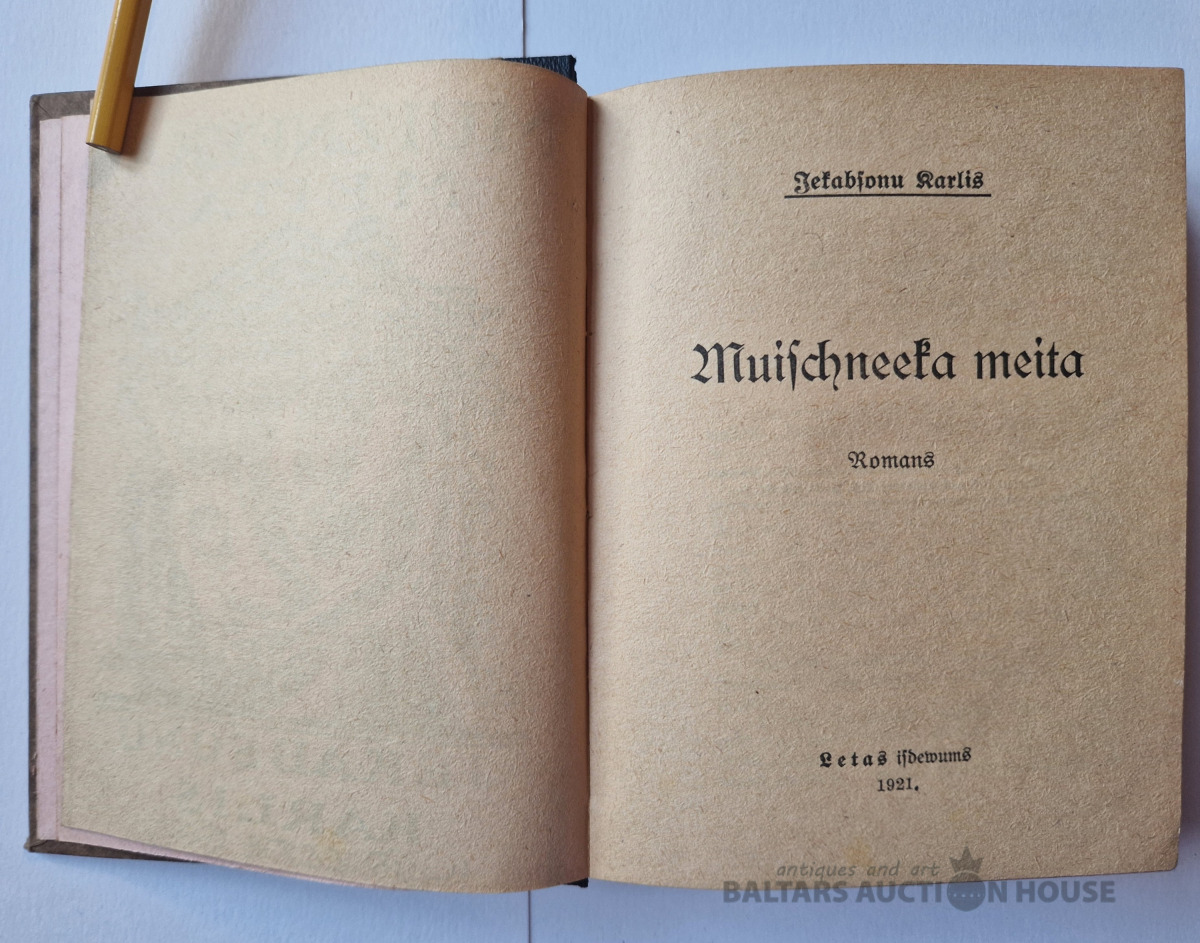 Jekabſonu Karlis
Muiſchneeka meita
Romans
Letas iſdewums
1921.
antiques and art
BALTARS AUCTION HOUSE